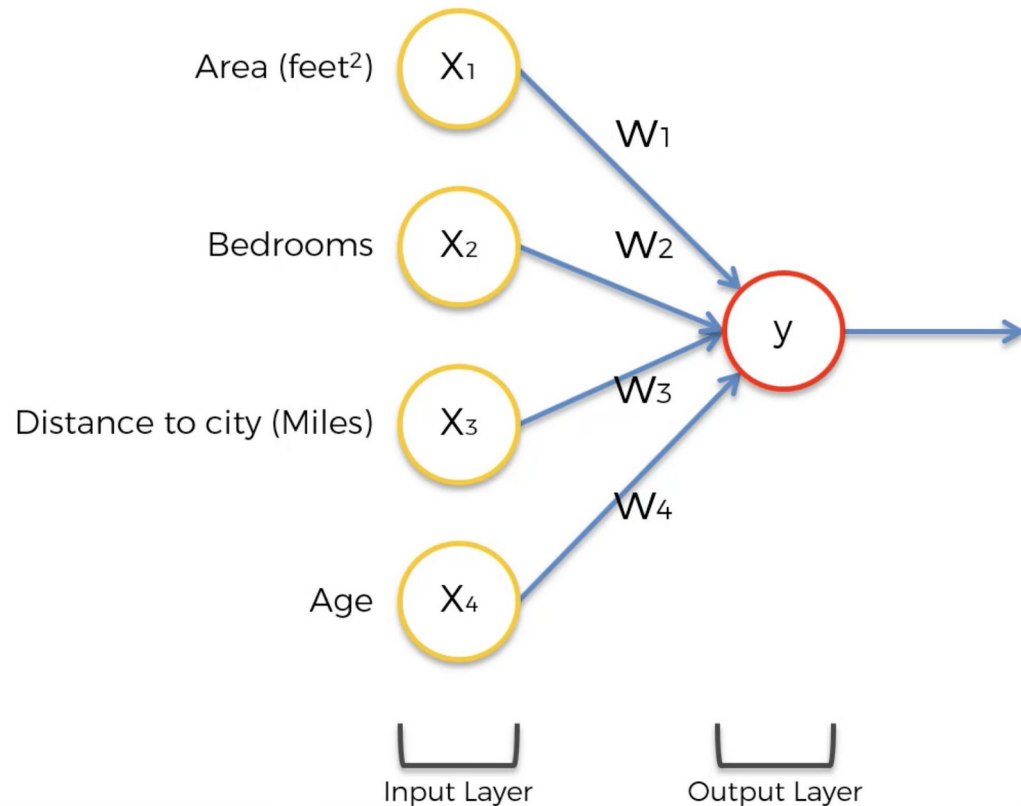 Area (feet²)
X₁
W₁
Bedrooms
X₂
W₂
y
Distance to city (Miles)
X₃
W₃
W₄
Age
X₄
Input Layer
Output Layer